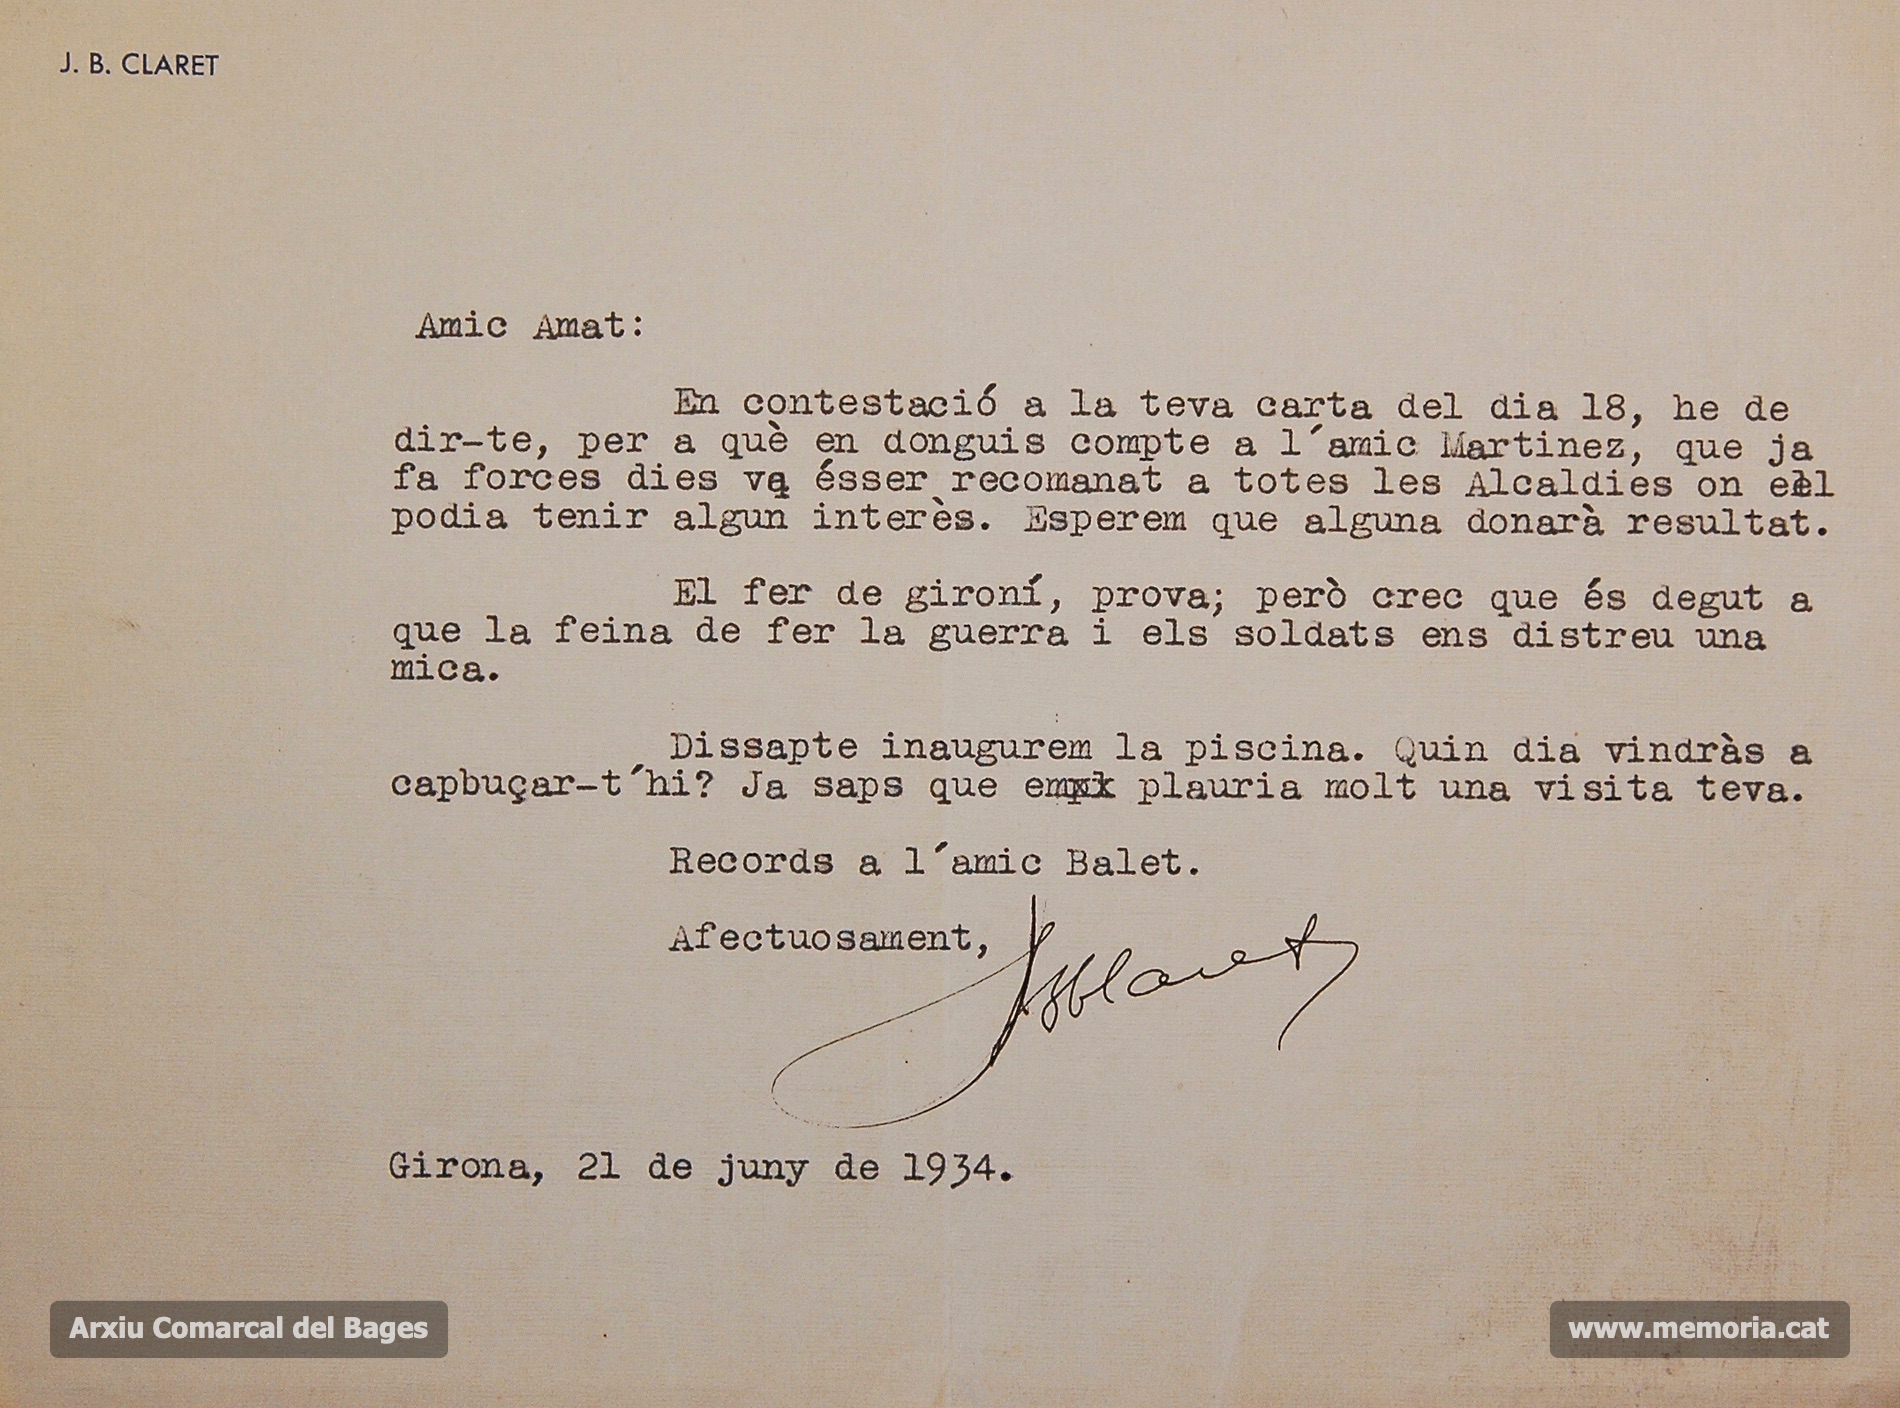 J. B. CLARET
Amic Amat:
En contestació a la teva carta del dia 18, he de
dir-te, per a què en donguis compte a l´amic Martinez, que ja
fa forces dies va ésser recomanat a totes les Alcaldies on ell
podia tenir algun interès. Esperem que alguna donarà resultat.
El fer de gironí, prova; però crec que és degut a
que la feina de fer la guerra i els soldats ens distreu una
mica.
Dissapte inaugurem la piscina. Quin dia vindràs a
capbuçar-t´hi? Ja saps que em plauria molt una visita teva.
Records a l´amic Balet.
Afectuosament,
JBClaret
Girona, 21 de juny de 1934.
Arxiu Comarcal del Bages
www.memoria.cat